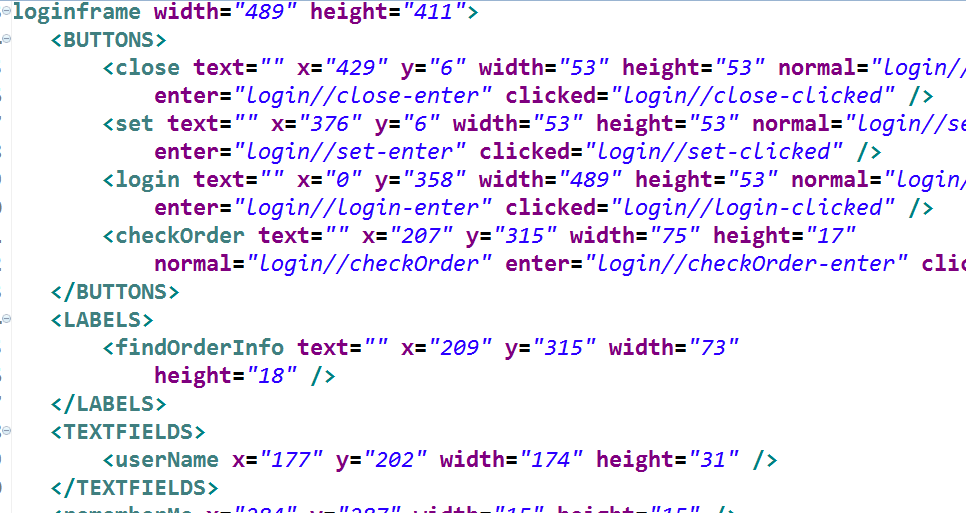 loginframe width="489" height="411">
<BUTTONS>
<close text="" x="429" y="6" width="53" height="53" normal="login//
enter="login//close-enter" clicked="login//close-clicked" />
<set text="" x="376" y="6" width="53" height="53" normal="login//se
enter="login//set-enter" clicked="login//set-clicked" />
<login text="" x="0" y="358" width="489" height="53" normal="login/
enter="login//login-enter" clicked="login//login-clicked" />
<checkOrder text="" x="207" y="315" width="75" height="17"
normal="login//checkOrder" enter="login//checkOrder-enter" clic
</BUTTONS>
<LABELS>
<findOrderInfo text="" x="209" y="315" width="73"
height="18" />
</LABELS>
<TEXTFIELDS>
<userName x="177" y="202" width="174" height="31" />
</TEXTFIELDS>
<rememberMe x="284" y="287" width="15" height="15" />